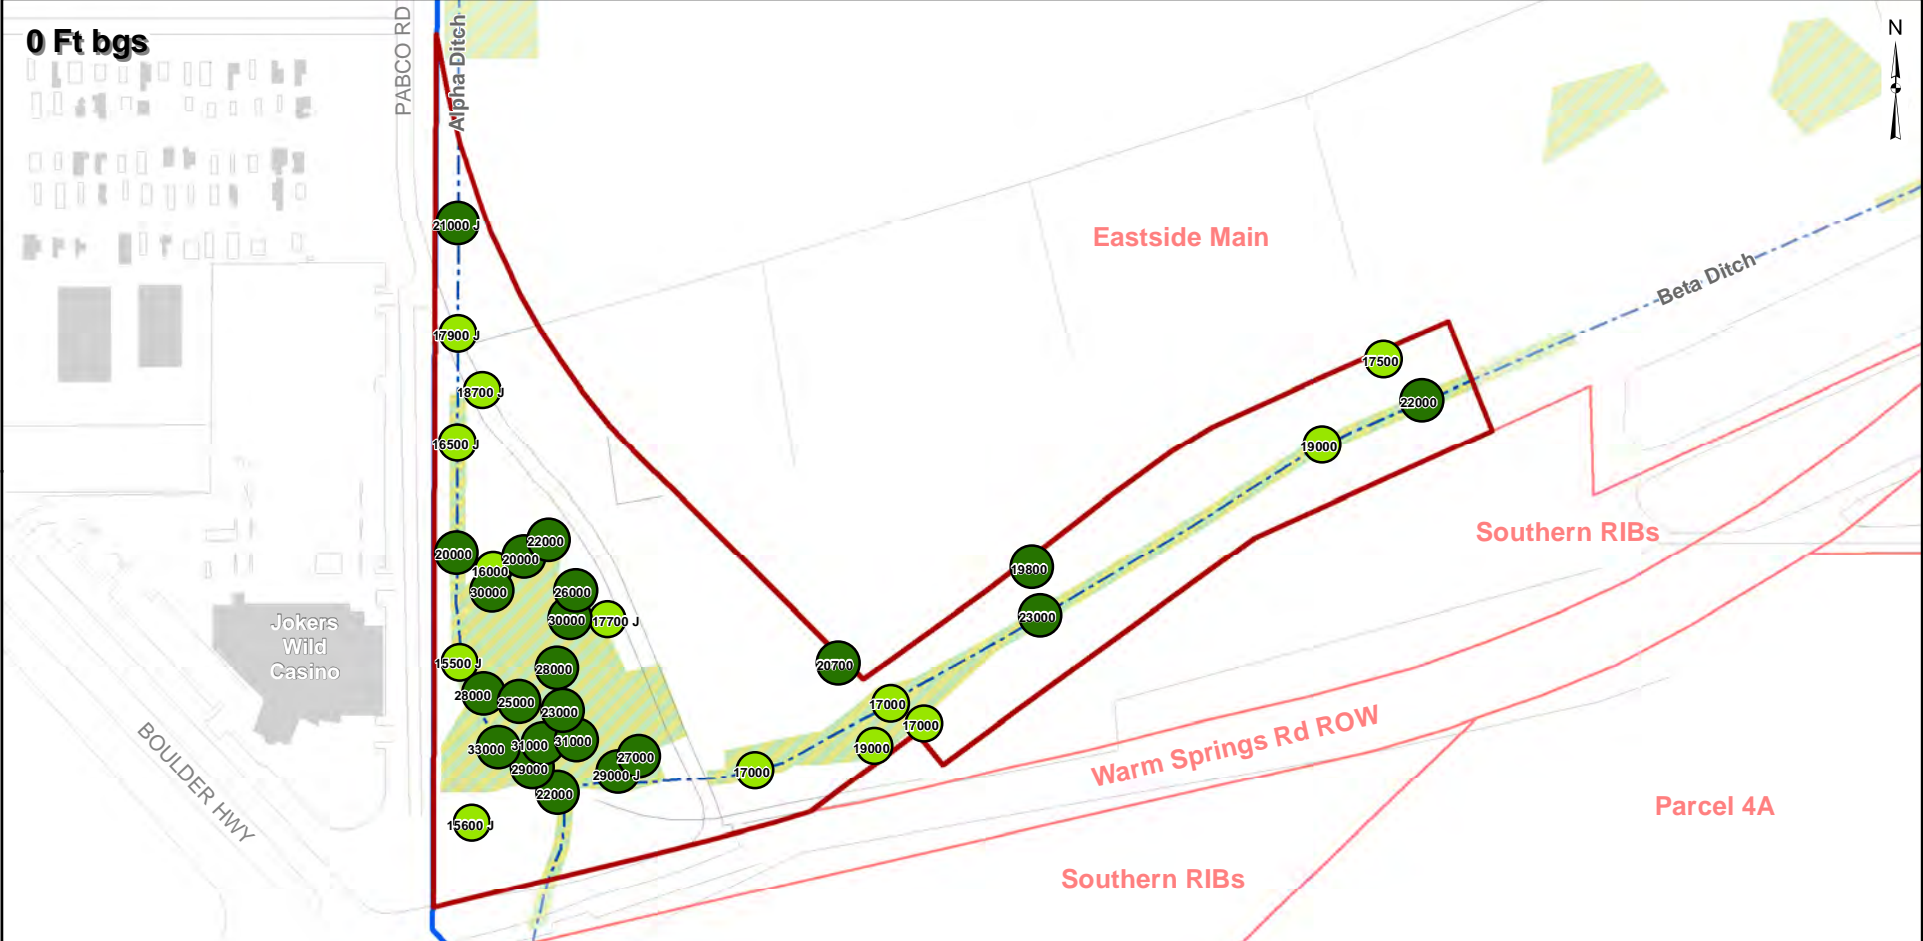 0 Ft bgs
PABCO RD
Alpha Ditch
N
21000 J
Eastside Main
Beta Ditch
17900 J
17500
18700 J
22000
16500 J
19000
Southern RIBs
22000
20000
20000
16000
30000
26000
19800
30000
17700 J
23000
Jokers
Wild
Casino
15500 J
20700
28000
28000
25000
23000
17000
17000
33000
31000
31000
19000
27000
29000
29000 J
17000
22000
Warm Springs Rd ROW
BOULDER HWY
15600 J
Parcel 4A
Southern RIBs